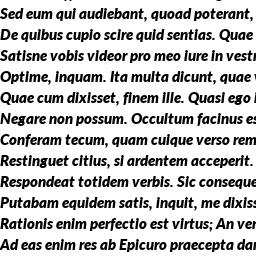 Sed eum qui audiebant, quoad poterant,
De quibus cupio scire quid sentias. Quae
Satisne vobis videor pro meo iure in vestr
Optime, inquam. Ita multa dicunt, quae
Quae cum dixisset, finem ille. Quasi ego
Negare non possum. Occultum facinus es
Conferam tecum, quam cuique verso rem
Restinguet citius, si ardentem acceperit.
Respondeat totidem verbis. Sic conseque
Putabam equidem satis, inquit, me dixiss
Rationis enim perfectio est virtus; An ver
Ad eas enim res ab Epicuro praecepta dan